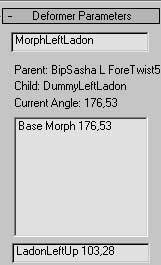 - Deformer Parameters
MorphLeftLadon
Parent: BipSasha L ForeTwist5
Child: DummyLeftLadon
Current Angle: 176,53
Base Morph 176,53
LadonLeftUp 103,28